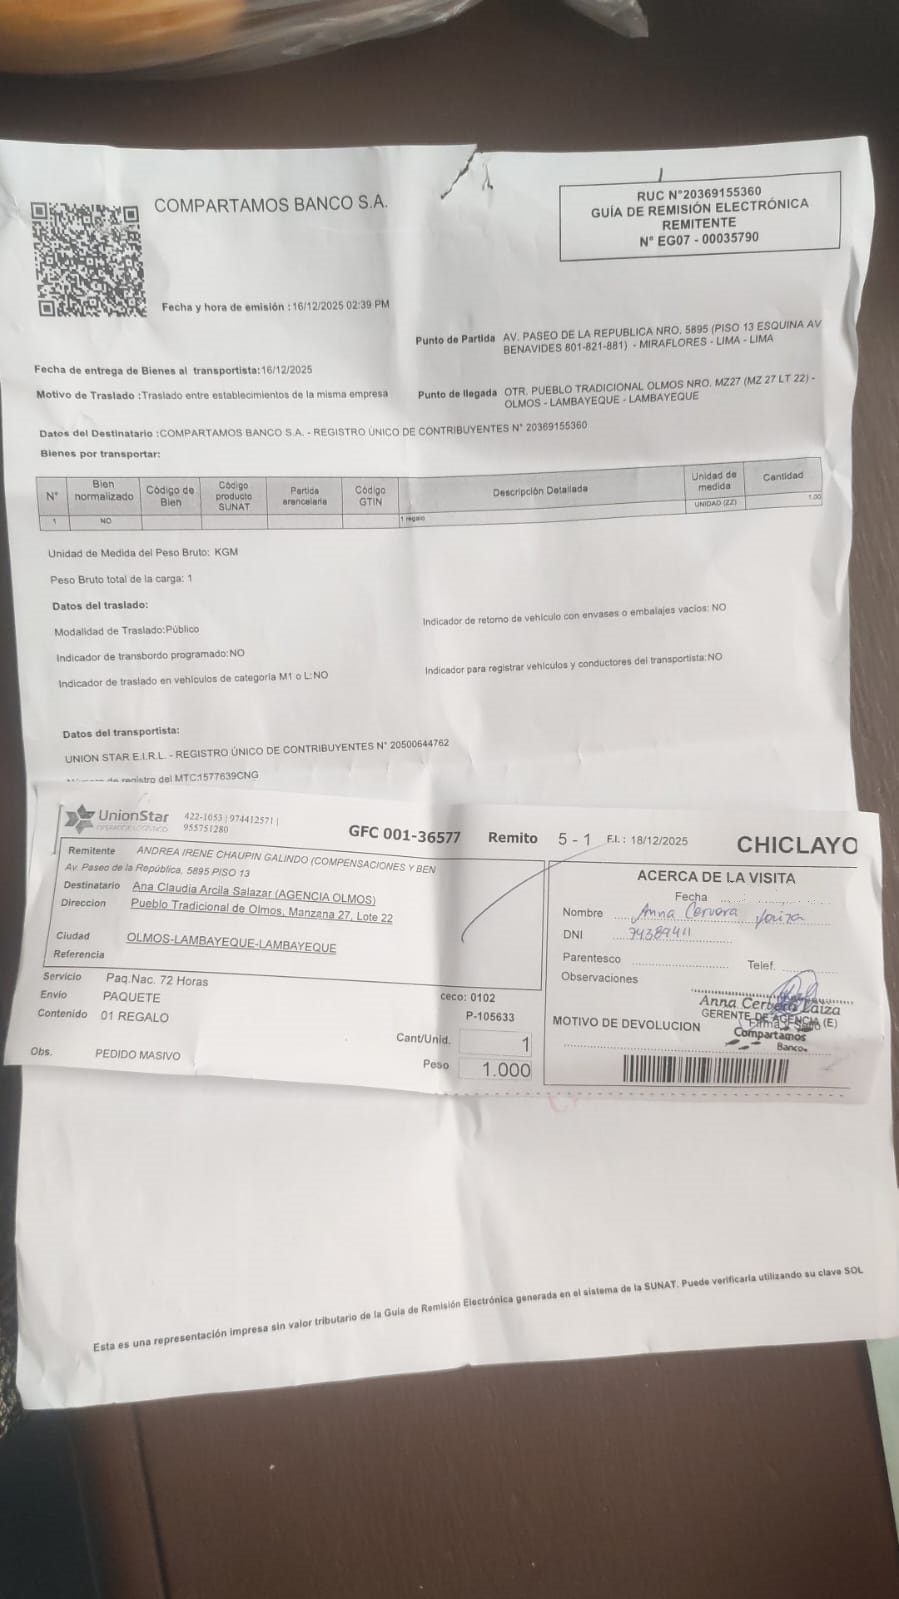 COMPARTAMOS BANCO S.A.
RUC N°20369155360
GUÍA DE REMISIÓN ELECTRÓNICA
REMITENTE
N° EG07 - 00035790
Fecha y hora de emisión : 16/12/2025 02:39 PM
Punto de Partida AV. PASEO DE LA REPUBLICA NRO. 5895 (PISO 13 ESQUINA AV
BENAVIDES 601-821-881) - MIRAFLORES - LIMA - LIMA
Fecha de entrega de Bienes al transportista:16/12/2025
Motivo de Traslado :Traslado entre establecimientos de la misma empresa
Punto de llegada OTR. PUEBLO TRADICIONAL OLMOS NRO. MZ27 (MZ 27 LT 22) -
OLMOS - LAMBAYEQUE - LAMBAYEQUE
Datos del Destinatario :COMPARTAMOS BANCO S.A. - REGISTRO ÚNICO DE CONTRIBUYENTES N° 20369155360
Bienes por transportar:
N° Bien normalizado Código de Bien Código producto SUNAT Partida arancelaria Código GTIN Descripción Detallada Unidad de medida Cantidad
1 NO 1 regalo UNIDAD (ZZ) 1.00
Unidad de Medida del Peso Bruto: KGM
Peso Bruto total de la carga: 1
Datos del traslado:
Modalidad de Traslado:Público
Indicador de retorno de vehículo con envases o embalajes vacíos: NO
Indicador de transbordo programado:NO
Indicador para registrar vehículos y conductores del transportista:NO
Indicador de traslado en vehículos de categoría M1 o L:NO
Datos del transportista:
UNION STAR E.I.R.L. - REGISTRO ÚNICO DE CONTRIBUYENTES N° 20500644762
de registro del MTC:1577639CNG
UnionStar
OPERADOR LOGÍSTICO
422-1053 | 974412571 |
955751280
GFC 001-36577 Remito 5 - 1 F.I.: 18/12/2025 CHICLAYO
Remitente ANDREA IRENE CHAUPIN GALINDO (COMPENSACIONES Y BEN
Av. Paseo de la República, 5895 PISO 13
Destinatario Ana Claudia Arcila Salazar (AGENCIA OLMOS)
Direccion Pueblo Tradicional de Olmos, Manzana 27, Lote 22
Ciudad OLMOS-LAMBAYEQUE-LAMBAYEQUE
Referencia
Servicio Paq.Nac. 72 Horas
Envio PAQUETE
Contenido 01 REGALO
Obs. PEDIDO MASIVO
ceco: 0102
P-105633
Cant/Unid. 1
Peso 1.000
ACERCA DE LA VISITA
Fecha
Nombre Anna Cervera Laiza
DNI 74389411
Parentesco Telef.
Observaciones
Anna Cervera Laiza
GERENTE DE AGENCIA (E)
Firma / Sello
Compartamos
Banco
MOTIVO DE DEVOLUCION
Esta es una representación impresa sin valor tributario de la Guía de Remisión Electrónica generada en el sistema de la SUNAT. Puede verificarla utilizando su clave SOL